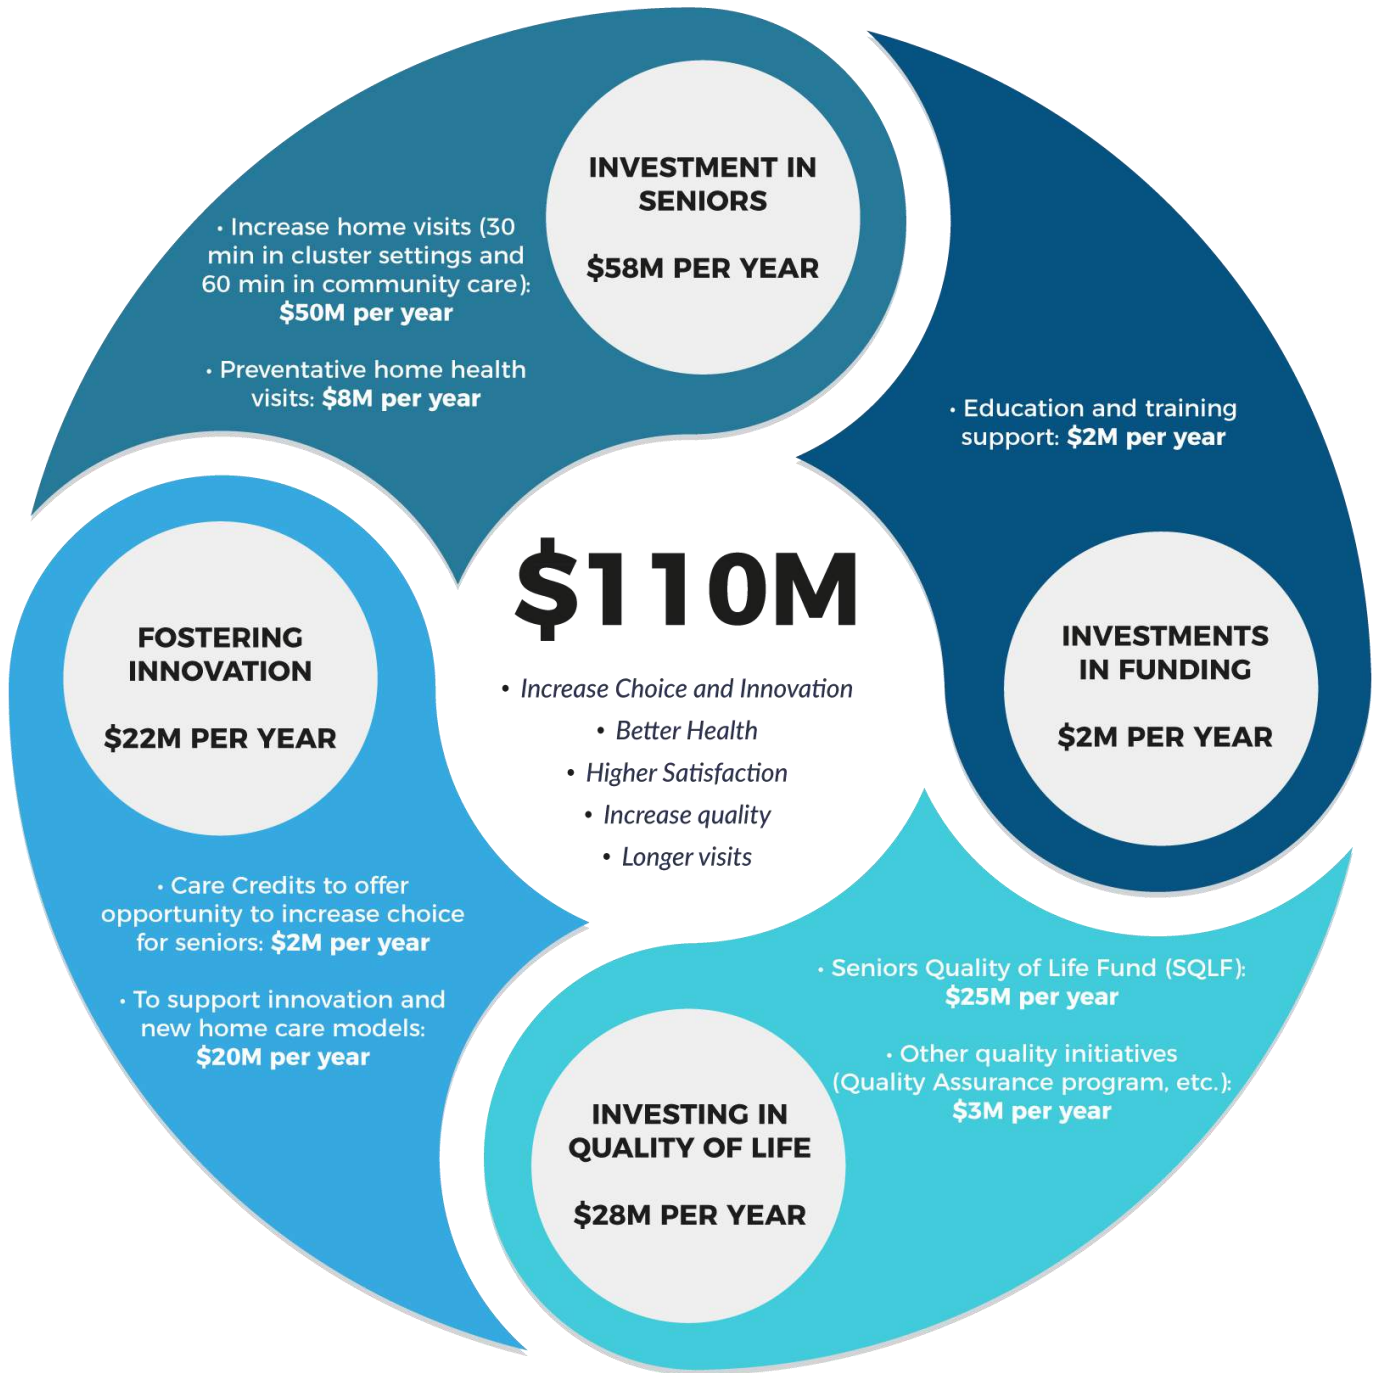 INVESTMENT IN
SENIORS
$58M PER YEAR
• Increase home visits (30
min in cluster settings and
60 min in community care):
$50M per year
• Preventative home health
visits: $8M per year
• Education and training
support: $2M per year
INVESTMENTS
IN FUNDING
$2M PER YEAR
$110M
• Increase Choice and Innovation
• Better Health
• Higher Satisfaction
• Increase quality
• Longer visits
FOSTERING
INNOVATION
$22M PER YEAR
• Care Credits to offer
opportunity to increase choice
for seniors: $2M per year
• To support innovation and
new home care models:
$20M per year
• Seniors Quality of Life Fund (SQLF):
$25M per year
• Other quality initiatives
(Quality Assurance program, etc.):
$3M per year
INVESTING IN
QUALITY OF LIFE
$28M PER YEAR